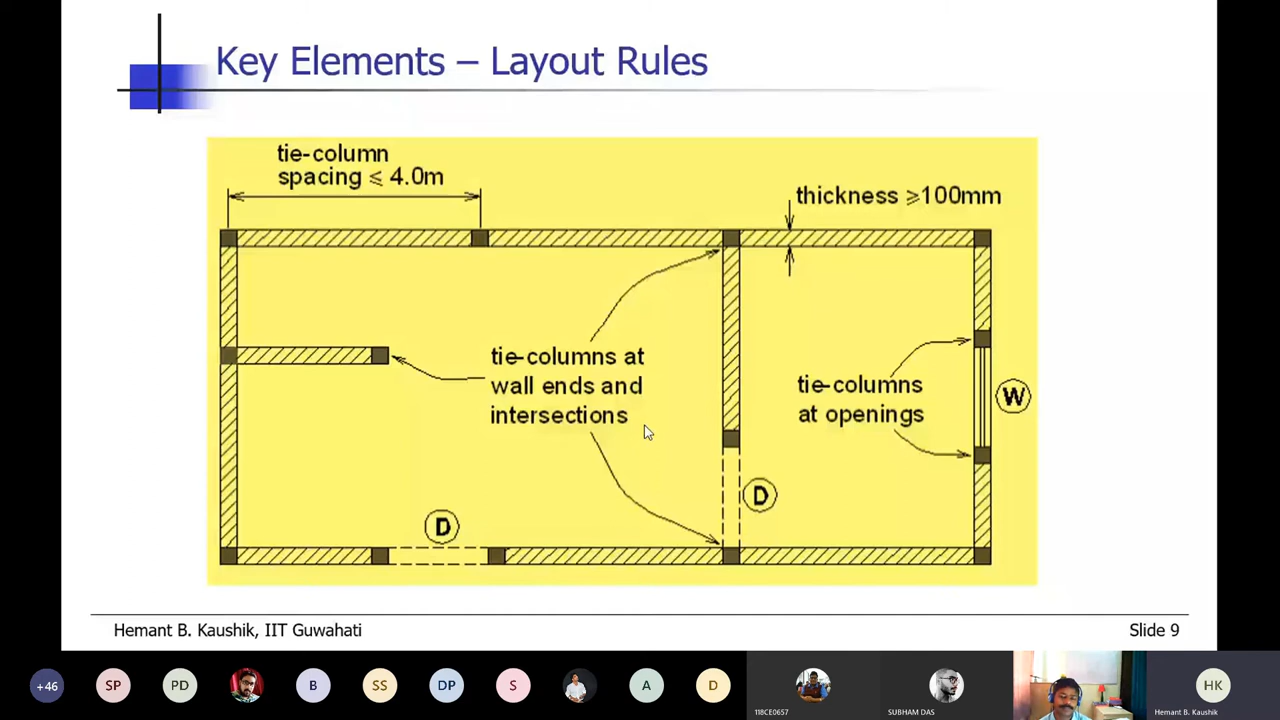 Key Elements – Layout Rules
tie-column
spacing ⩽ 4.0m
thickness ⩾100mm
tie-columns at
wall ends and
intersections
tie-columns
at openings
W
D
D
Hemant B. Kaushik, IIT Guwahati
Slide 9
+46
SP
PD
B
SS
DP
S
A
D
118CE0657
SUBHAM DAS
HK
Hemant B. Kaushik